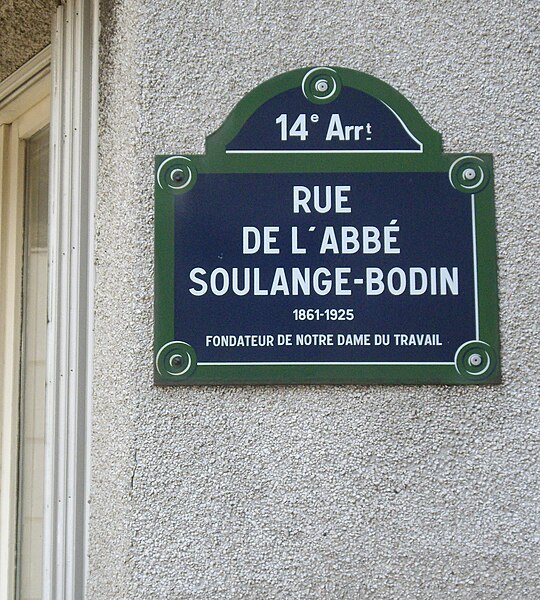 14e Arrt
RUE
DE L'ABBÉ
SOULANGE-BODIN
1861-1925
FONDATEUR DE NOTRE DAME DU TRAVAIL